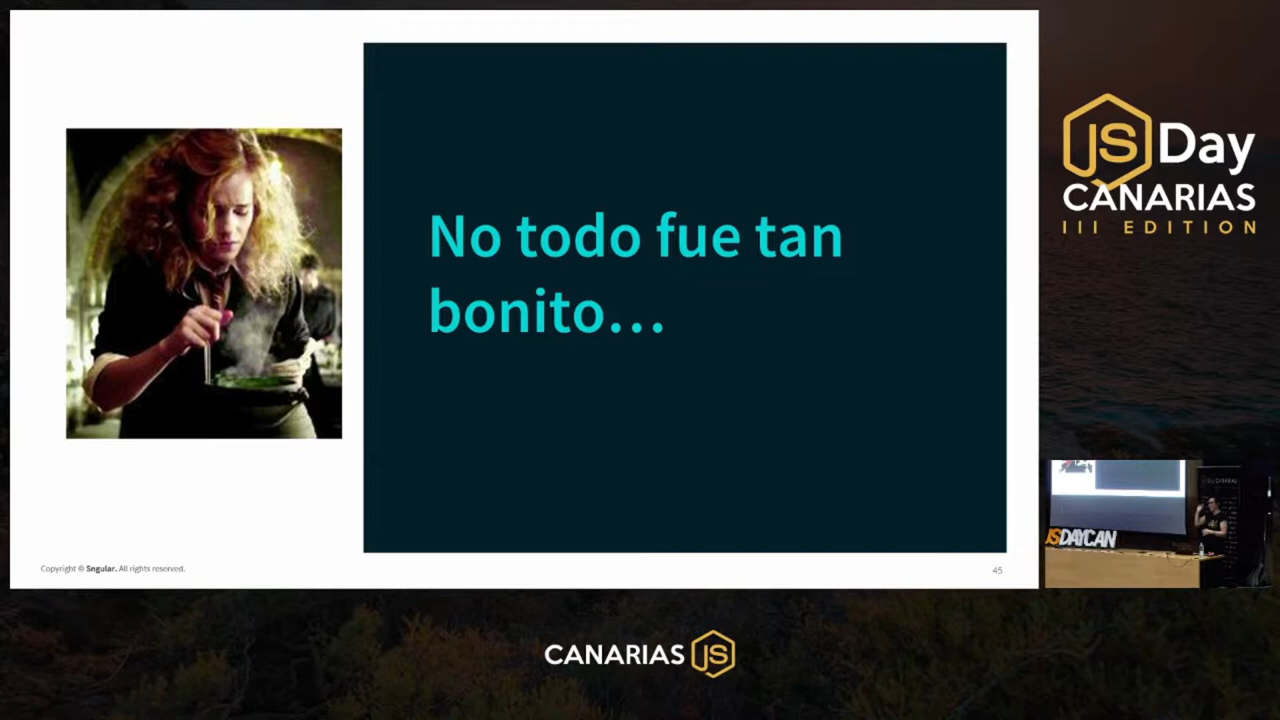 No todo fue tan
bonito...
Copyright © Sngular. All rights reserved.
45
JS Day
CANARIAS
III EDITION
JSDAYCAN
CANARIAS JS